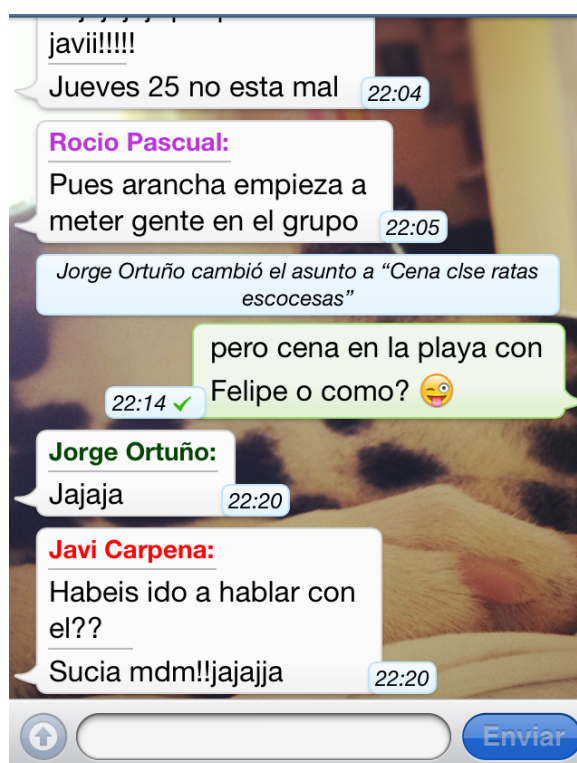 javii!!!!!
Jueves 25 no esta mal
22:04
Rocio Pascual:
Pues arancha empieza a
meter gente en el grupo
22:05
Jorge Ortuño cambió el asunto a “Cena clse ratas
escocesas”
pero cena en la playa con
Felipe o como? 😜
22:14
Jorge Ortuño:
Jajaja
22:20
Javi Carpena:
Habeis ido a hablar con
el??
Sucia mdm!!jajajja
22:20
Enviar